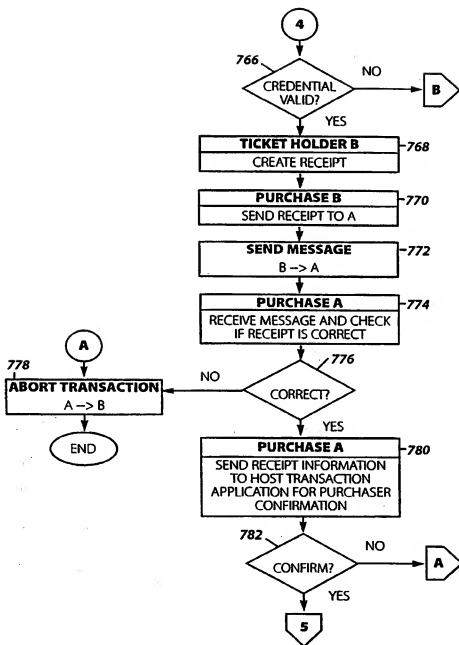 4
766
CREDENTIAL
VALID?
NO
B
YES
TICKET HOLDER B
768
CREATE RECEIPT
PURCHASE B
770
SEND RECEIPT TO A
SEND MESSAGE
772
B –> A
PURCHASE A
774
RECEIVE MESSAGE AND CHECK
IF RECEIPT IS CORRECT
A
778
776
ABORT TRANSACTION
A –> B
NO
CORRECT?
END
YES
PURCHASE A
780
SEND RECEIPT INFORMATION
TO HOST TRANSACTION
APPLICATION FOR PURCHASER
CONFIRMATION
782
CONFIRM?
NO
A
YES
5